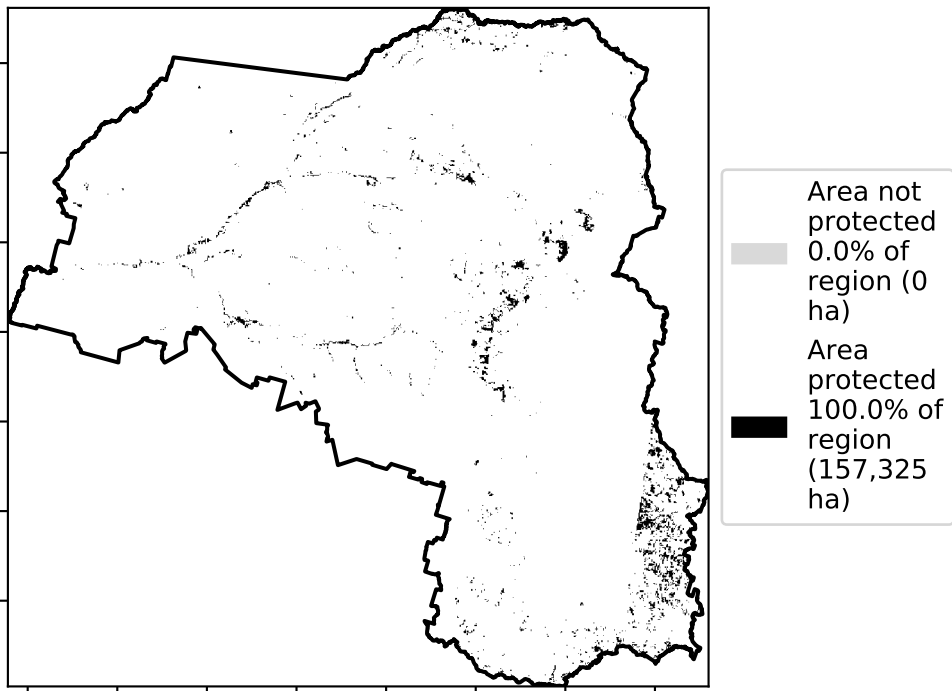 Area not
protected
0.0% of
region (0
ha)
Area
protected
100.0% of
region
(157,325
ha)